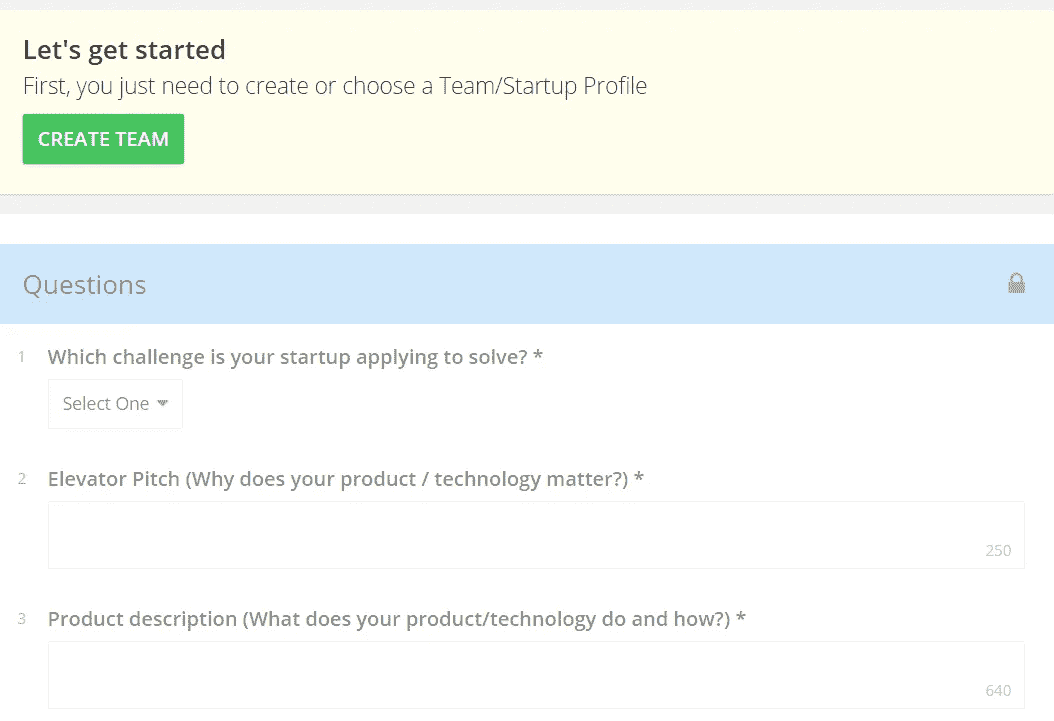 Let's get started
First, you just need to create or choose a Team/Startup Profile
CREATE TEAM
Questions
1 Which challenge is your startup applying to solve? *
Select One
2 Elevator Pitch (Why does your product / technology matter?) *
250
3 Product description (What does your product/technology do and how?) *
640